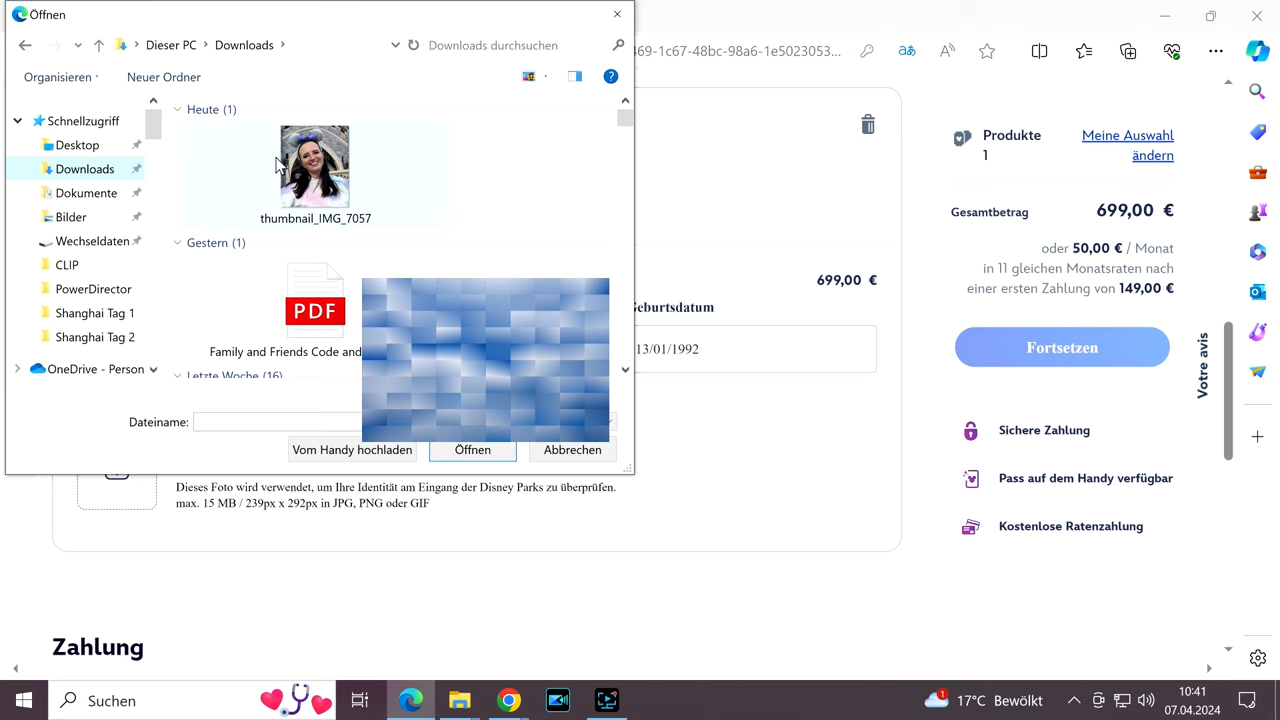 Öffnen
469-1c67-48bc-98a6-1e5023053...
Dieser PC
Downloads
Downloads durchsuchen
Organisieren
Neuer Ordner
Heute (1)
Schnellzugriff
Desktop
Downloads
Dokumente
Bilder
Wechseldaten
CLIP
PowerDirector
Shanghai Tag 1
Shanghai Tag 2
OneDrive - Person
thumbnail_IMG_7057
Gestern (1)
PDF
Family and Friends Code and
Letzte Woche (16)
Dateiname:
Vom Handy hochladen
Öffnen
Abbrechen
699,00 €
Geburtsdatum
13/01/1992
Dieses Foto wird verwendet, um Ihre Identität am Eingang der Disney Parks zu überprüfen.
max. 15 MB / 239px x 292px in JPG, PNG oder GIF
Zahlung
Produkte
1
Meine Auswahl
ändern
Gesamtbetrag
699,00 €
oder 50,00 € / Monat
in 11 gleichen Monatsraten nach
einer ersten Zahlung von 149,00 €
Fortsetzen
Votre avis
Sichere Zahlung
Pass auf dem Handy verfügbar
Kostenlose Ratenzahlung
Suchen
1
17°C Bewölkt
10:41
07.04.2024